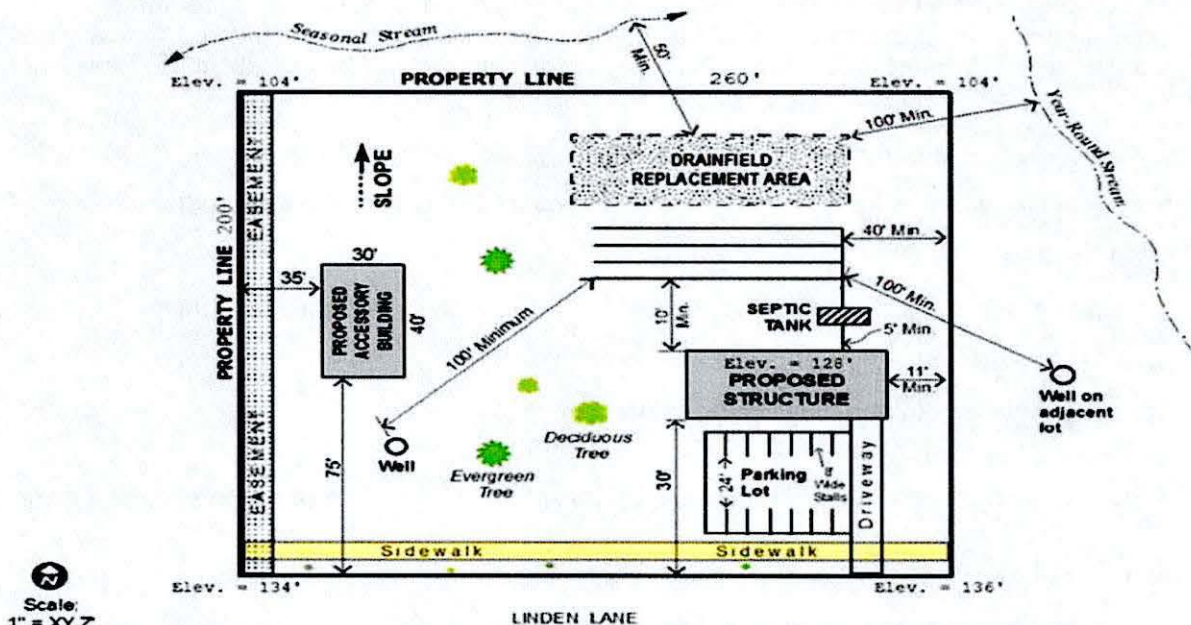 Seasonal Stream
50' Min.
Elev. = 104'
PROPERTY LINE
260'
Elev. = 104'
Year-Round Stream
100' Min.
DRAINFIELD
REPLACEMENT AREA
EASEMENT
SLOPE
PROPERTY LINE 200'
40' Min.
30'
35'
PROPOSED
ACCESSORY
BUILDING
40'
100' Minimum
10' Min.
SEPTIC
TANK
100' Min.
5' Min.
Elev. = 128'
PROPOSED
STRUCTURE
11'
Min.
Well on
adjacent
lot
EASEMENT
75'
Well
Deciduous
Tree
Evergreen
Tree
30'
24'
Parking
Lot
8'
Wide
Stalls
Driveway
Sidewalk
Sidewalk
Elev. = 134'
Elev. = 136'
N
Scale:
1" = XY Z'
LINDEN LANE